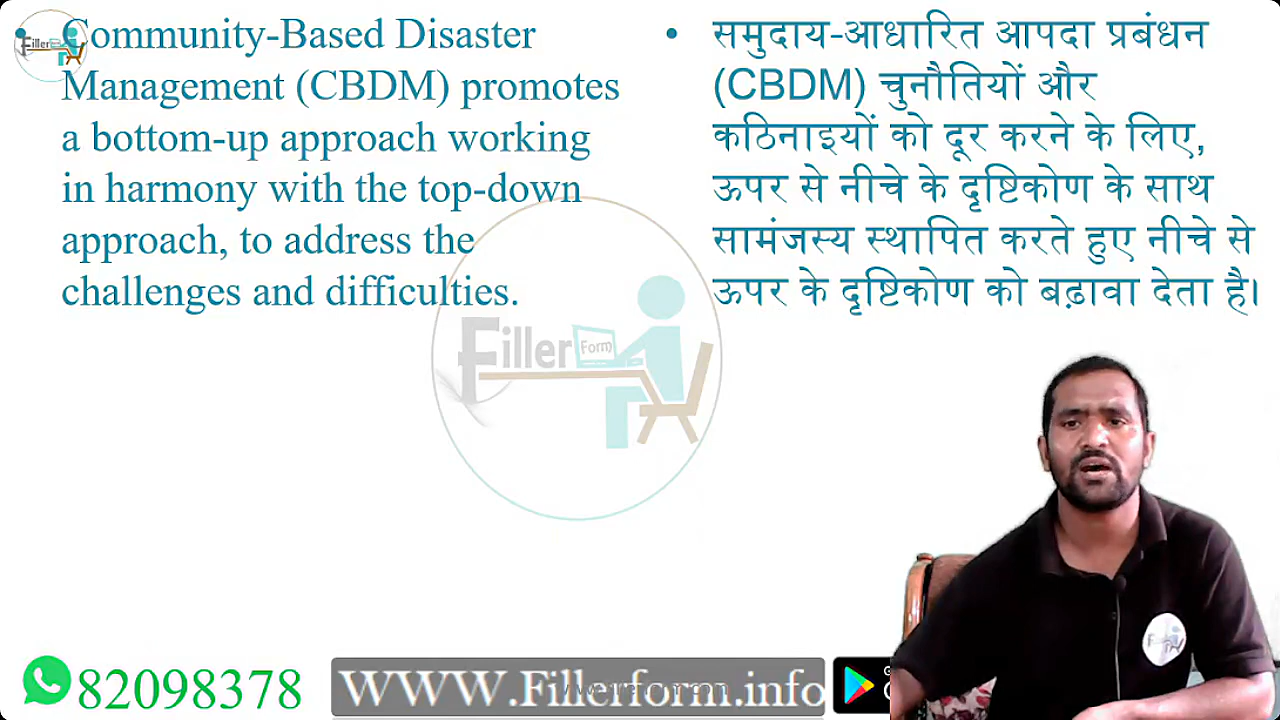 Community-Based Disaster
Management (CBDM) promotes
a bottom-up approach working
in harmony with the top-down
approach, to address the
challenges and difficulties.
समुदाय-आधारित आपदा प्रबंधन
(CBDM) चुनौतियों और
कठिनाइयों को दूर करने के लिए,
ऊपर से नीचे के दृष्टिकोण के साथ
सामंजस्य स्थापित करते हुए नीचे से
ऊपर के दृष्टिकोण को बढ़ावा देता है।
Filler
Form
82098378
WWW.Fillerform.info